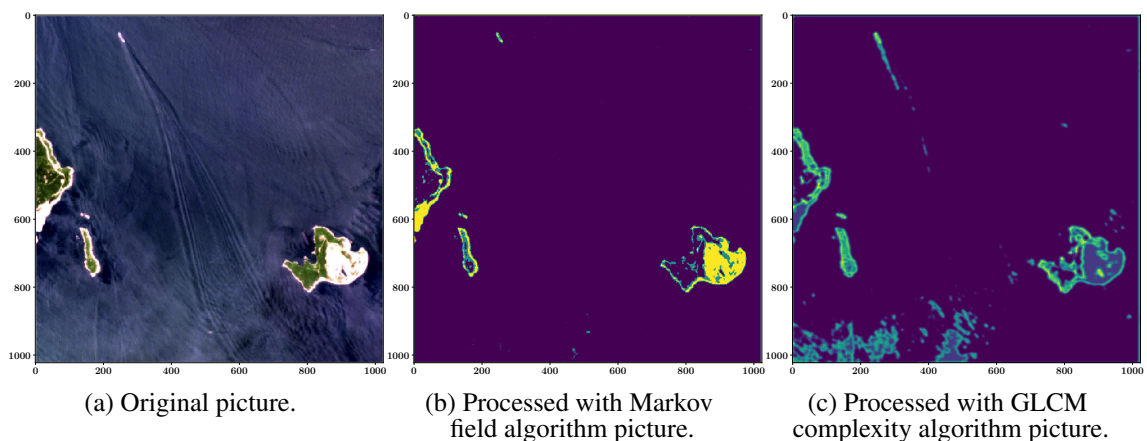 0
200
400
600
800
1000
0 200 400 600 800 1000
0
200
400
600
800
1000
0 200 400 600 800 1000
0
200
400
600
800
1000
0 200 400 600 800 1000
(a) Original picture.
(b) Processed with Markov
field algorithm picture.
(c) Processed with GLCM
complexity algorithm picture.